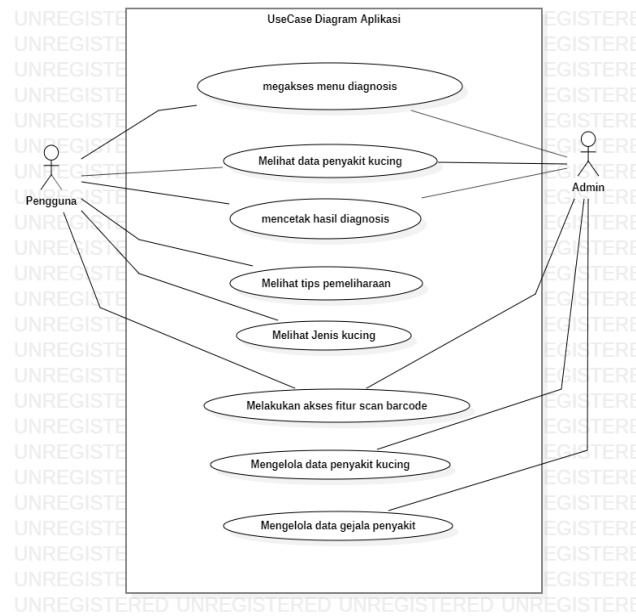 UseCase Diagram Aplikasi
megakses menu diagnosis
Melihat data penyakit kucing
Pengguna
Admin
mencetak hasil diagnosis
Melihat tips pemeliharaan
Melihat Jenis kucing
Melakukan akses fitur scan barcode
Mengelola data penyakit kucing
Mengelola data gejala penyakit
UNREGISTERED UNREGISTERED UNREGISTERED